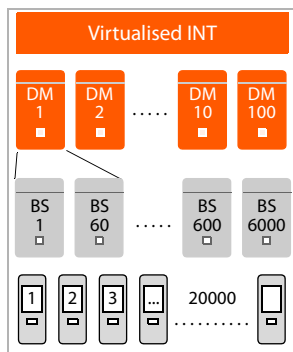 Virtualised INT
DM 1
DM 2
.....
DM 10
DM 100
BS 1
BS 60
.....
BS 600
BS 6000
1
2
3
...
20000
..........